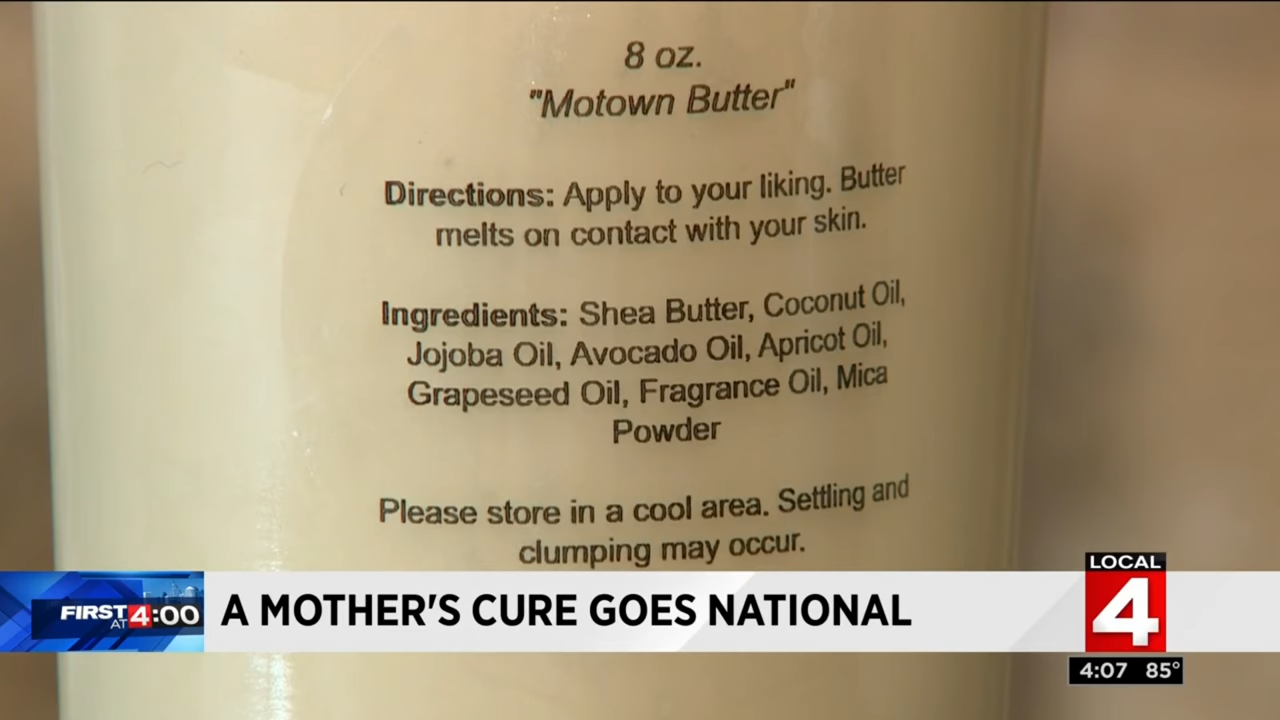 8 oz.
"Motown Butter"
Directions: Apply to your liking. Butter
melts on contact with your skin.
Ingredients: Shea Butter, Coconut Oil,
Jojoba Oil, Avocado Oil, Apricot Oil,
Grapeseed Oil, Fragrance Oil, Mica
Powder
Please store in a cool area. Settling and
clumping may occur.
FIRST AT 4:00
A MOTHER'S CURE GOES NATIONAL
LOCAL
4
4:07 85°